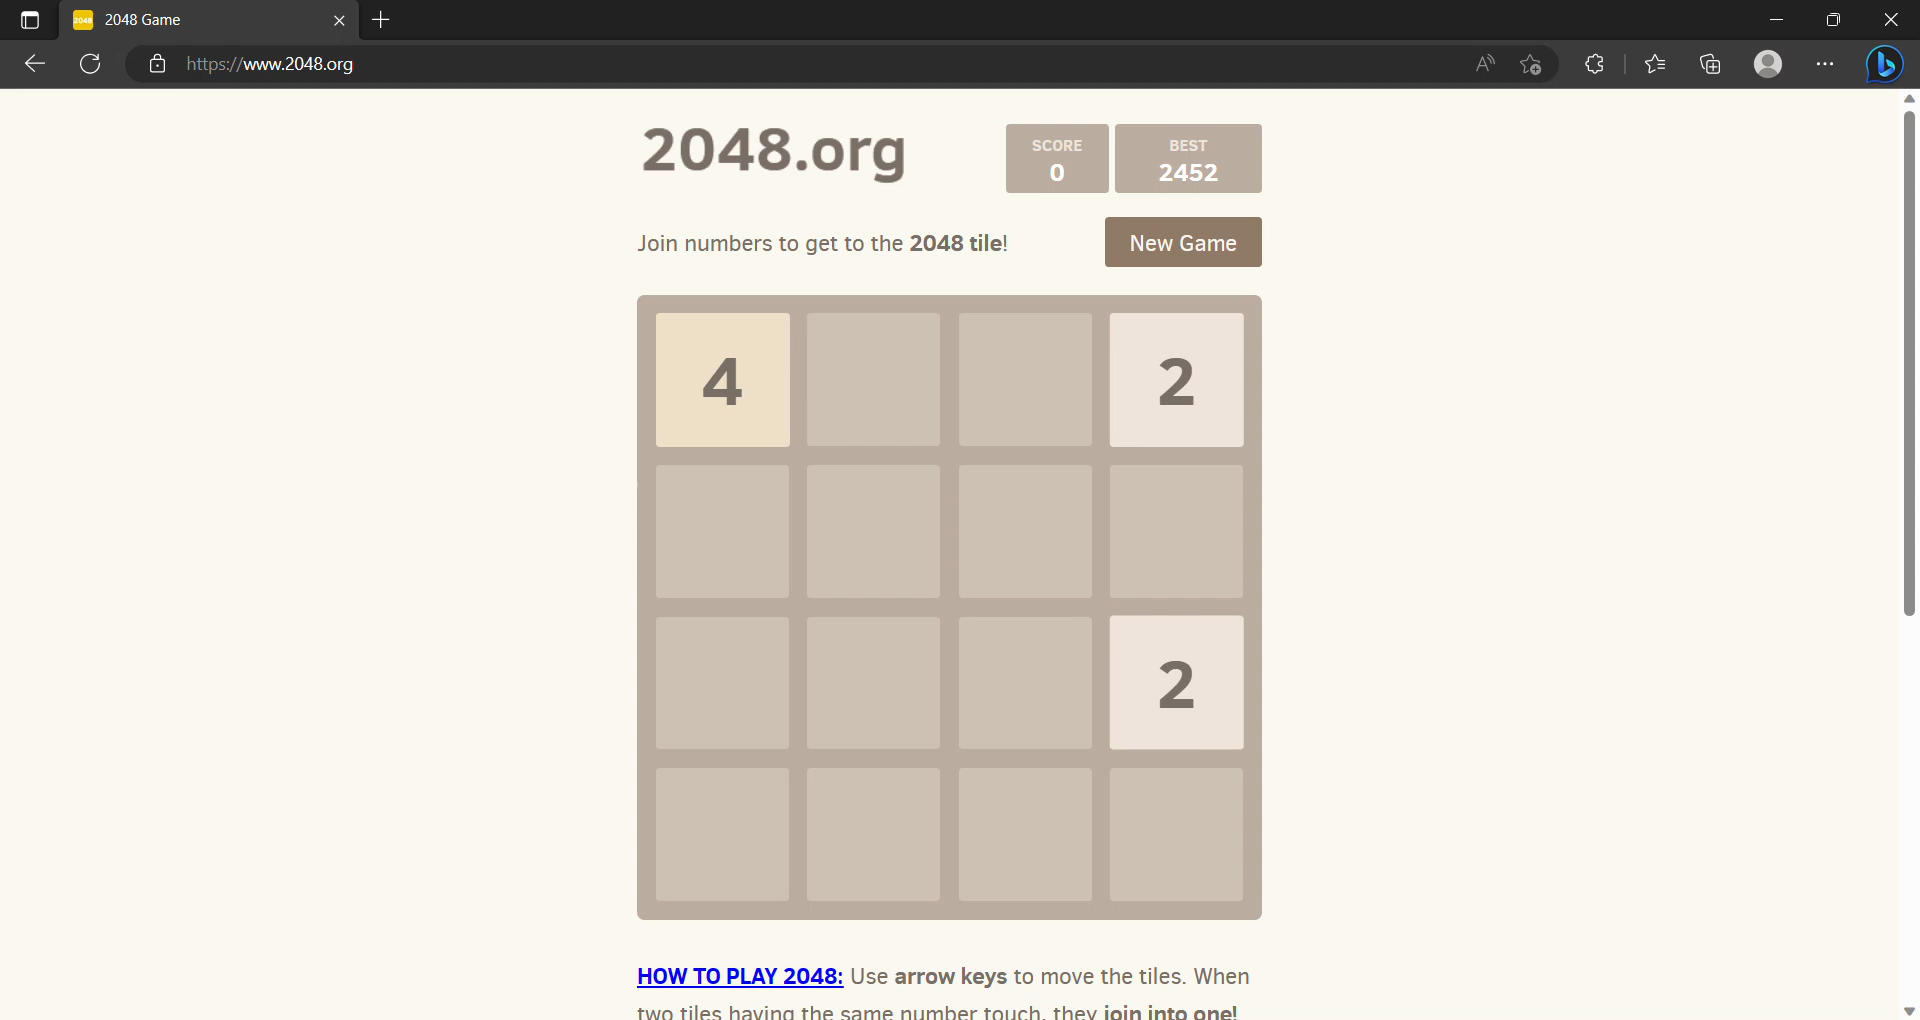 2048
2048 Game
https://www.2048.org
2048.org
SCORE
0
BEST
2452
Join numbers to get to the 2048 tile!
New Game
4 2
2
HOW TO PLAY 2048: Use arrow keys to move the tiles. When
two tiles having the same number touch, they join into one!